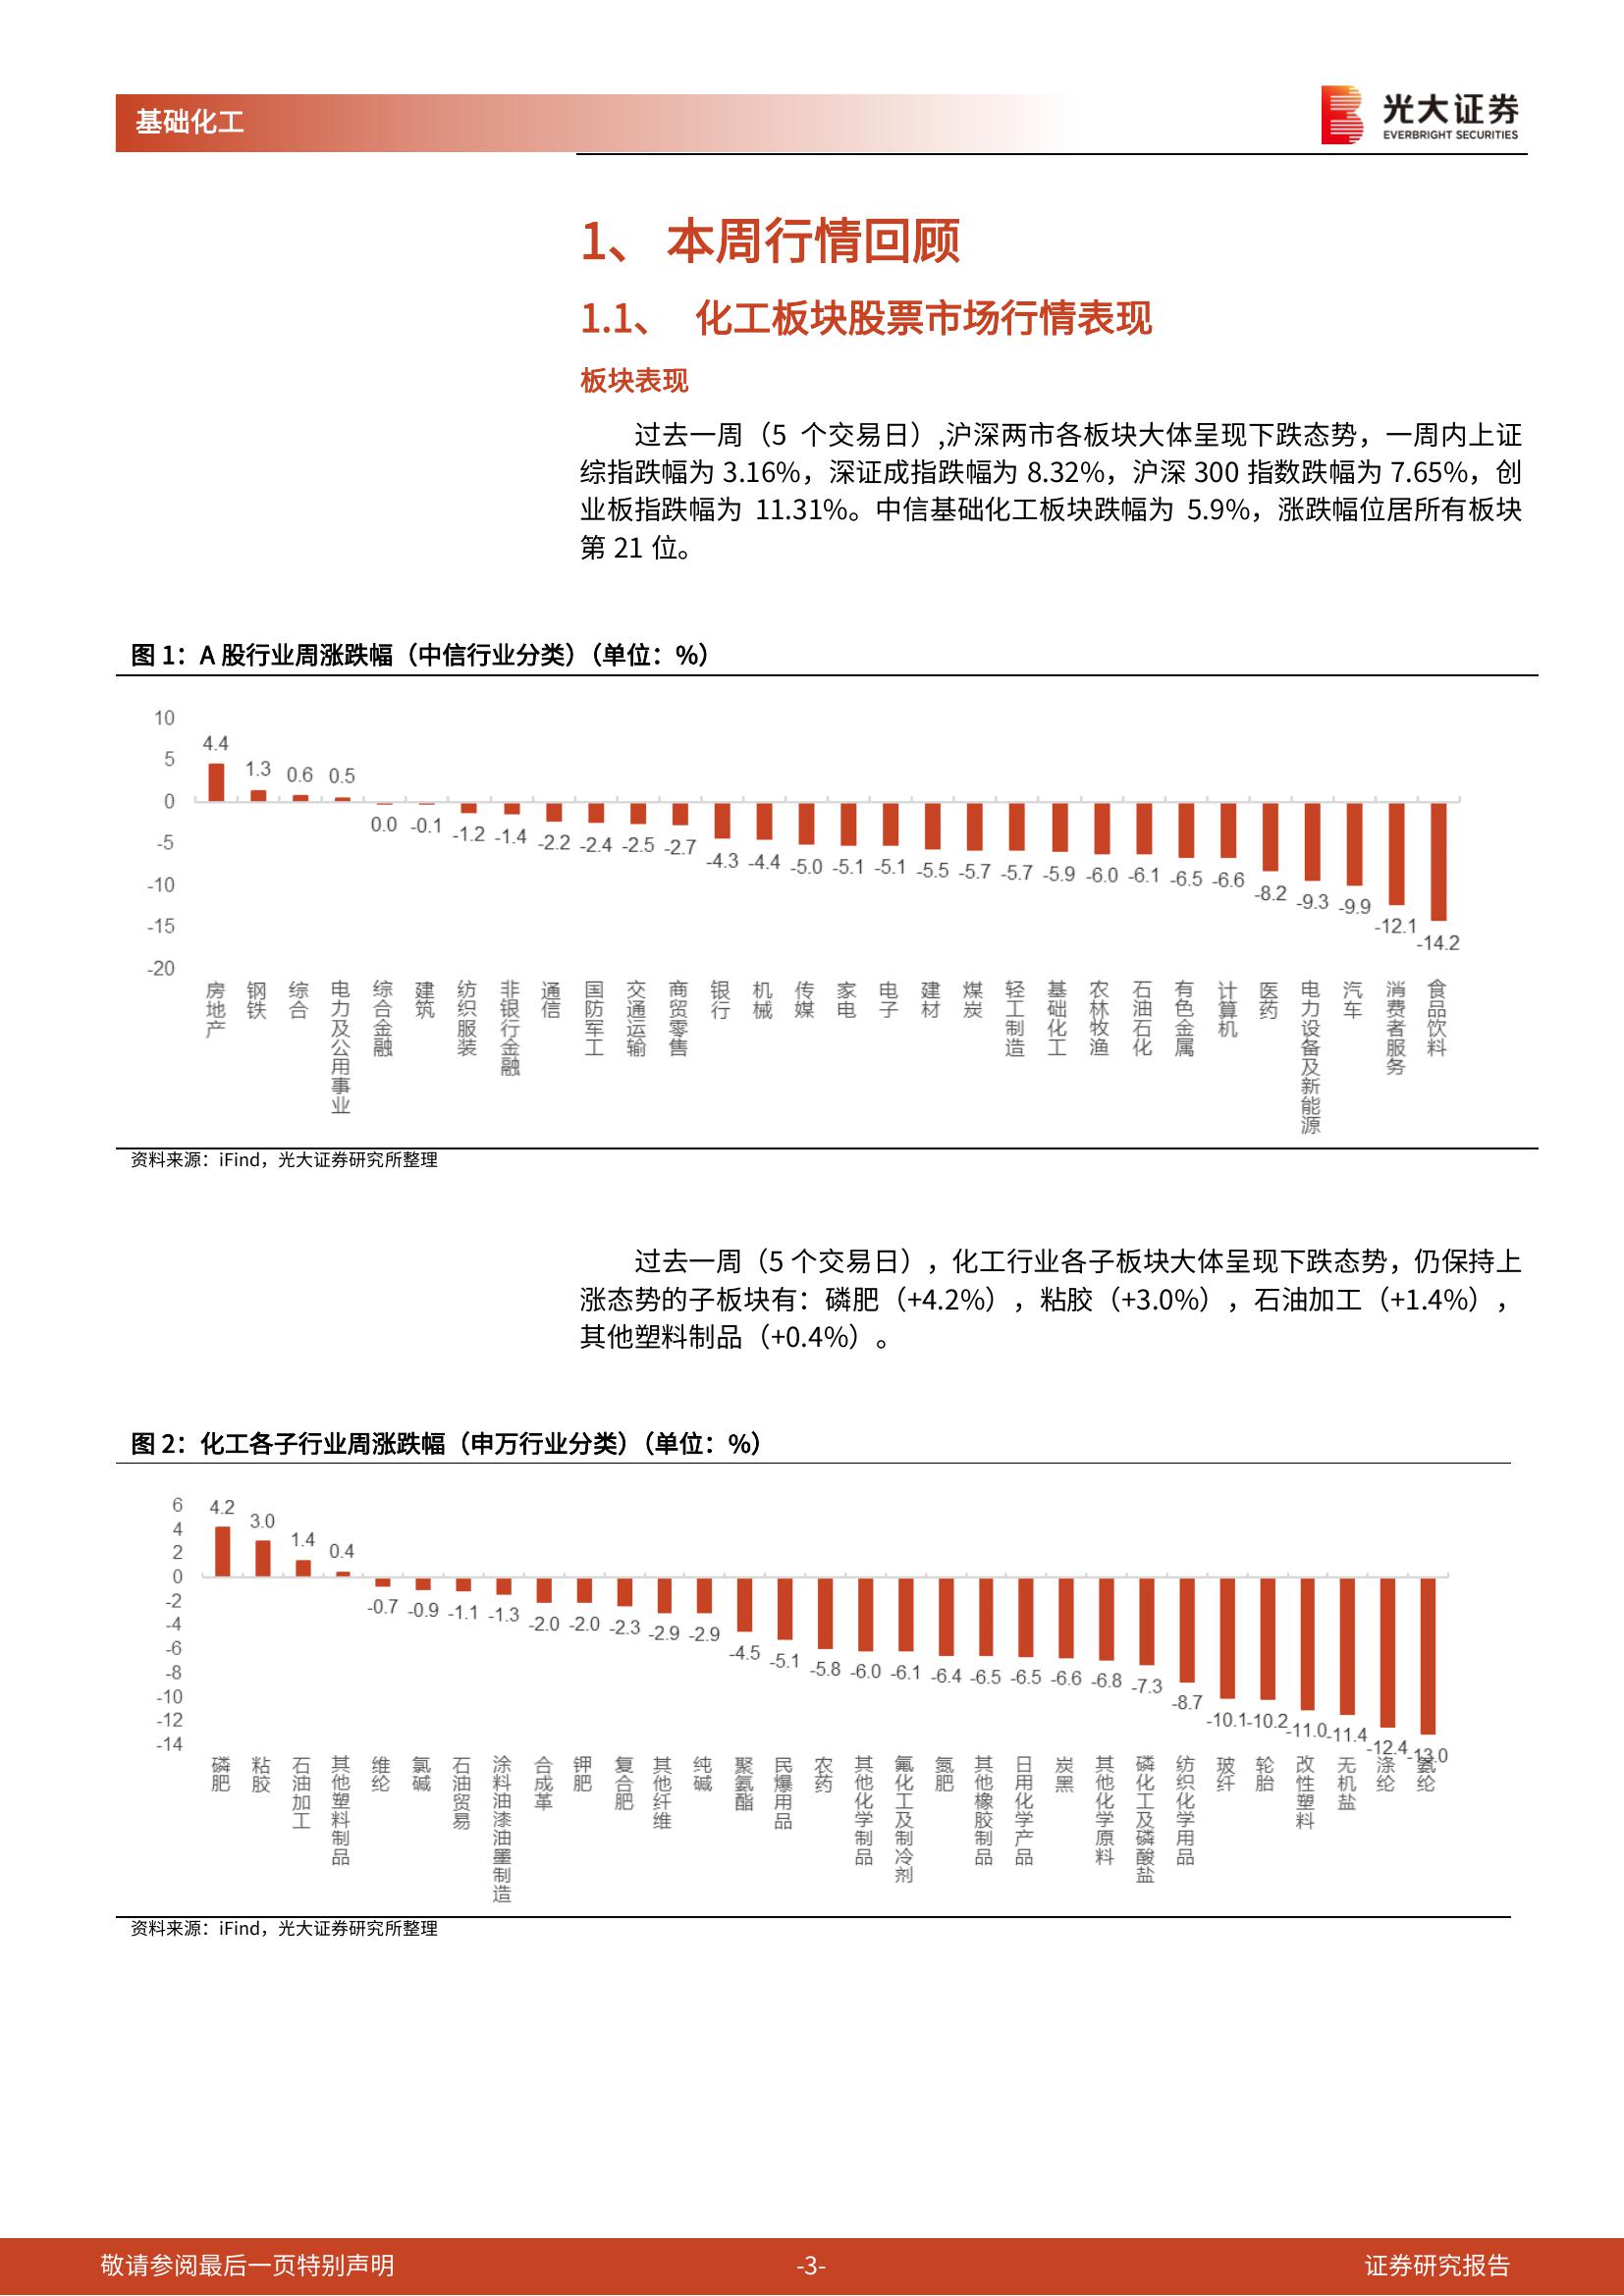 基础化工
光大证券
EVERBRIGHT SECURITIES
1、 本周行情回顾
1.1、 化工板块股票市场行情表现
板块表现
过去一周（5 个交易日）,沪深两市各板块大体呈现下跌态势，一周内上证
综指跌幅为 3.16%，深证成指跌幅为 8.32%，沪深 300 指数跌幅为 7.65%，创
业板指跌幅为 11.31%。中信基础化工板块跌幅为 5.9%，涨跌幅位居所有板块
第 21 位。
图 1：A 股行业周涨跌幅（中信行业分类）（单位：%）
10
5
0
-5
-10
-15
-20
4.4 1.3 0.6 0.5 0.0 -0.1 -1.2 -1.4 -2.2 -2.4 -2.5 -2.7 -4.3 -4.4 -5.0 -5.1 -5.1 -5.5 -5.7 -5.7 -5.9 -6.0 -6.1 -6.5 -6.6 -8.2 -9.3 -9.9 -12.1 -14.2
房地产 钢铁 综合 电力及公用事业 综合金融 建筑 纺织服装 非银行金融 通信 国防军工 交通运输 商贸零售 银行 机械 传媒 家电 电子 建材 煤炭 轻工制造 基础化工 农林牧渔 石油石化 有色金属 计算机 医药 电力设备及新能源 汽车 消费者服务 食品饮料
资料来源：iFind，光大证券研究所整理
过去一周（5 个交易日），化工行业各子板块大体呈现下跌态势，仍保持上
涨态势的子板块有：磷肥（+4.2%），粘胶（+3.0%），石油加工（+1.4%），
其他塑料制品（+0.4%）。
图 2：化工各子行业周涨跌幅（申万行业分类）（单位：%）
6
4
2
0
-2
-4
-6
-8
-10
-12
-14
4.2 3.0 1.4 0.4 -0.7 -0.9 -1.1 -1.3 -2.0 -2.0 -2.3 -2.9 -2.9 -4.5 -5.1 -5.8 -6.0 -6.1 -6.4 -6.5 -6.5 -6.6 -6.8 -7.3 -8.7 -10.1 -10.2 -11.0 -11.4 -12.4 -13.0
磷肥 粘胶 石油加工 其他塑料制品 维纶 氯碱 石油贸易 涂料油漆油墨制造 合成革 钾肥 复合肥 其他纤维 纯碱 聚氨酯 民爆用品 农药 其他化学制品 氟化工及制冷剂 氮肥 其他橡胶制品 日用化学产品 炭黑 其他化学原料 磷化工及磷酸盐 纺织化学用品 玻纤 轮胎 改性塑料 无机盐 涤纶 氨纶
资料来源：iFind，光大证券研究所整理
敬请参阅最后一页特别声明
-3-
证券研究报告